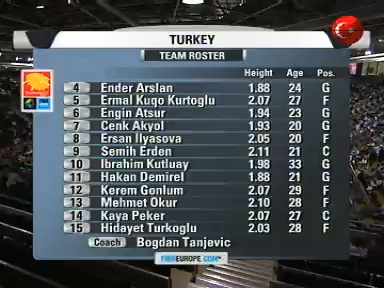 TURKEY
TEAM ROSTER
Height Age Pos.
4 Ender Arslan 1.88 24 G
5 Ermal Kuqo Kurtoglu 2.07 27 F
6 Engin Atsur 1.94 23 G
7 Cenk Akyol 1.93 20 G
8 Ersan Ilyasova 2.05 20 F
9 Semih Erden 2.11 21 C
10 Ibrahim Kutluay 1.98 33 G
11 Hakan Demirel 1.88 21 G
12 Kerem Gonlum 2.07 29 F
13 Mehmet Okur 2.10 28 F
14 Kaya Peker 2.07 27 C
15 Hidayet Turkoglu 2.03 28 F
Coach Bogdan Tanjevic
FIBAEUROPE.COM